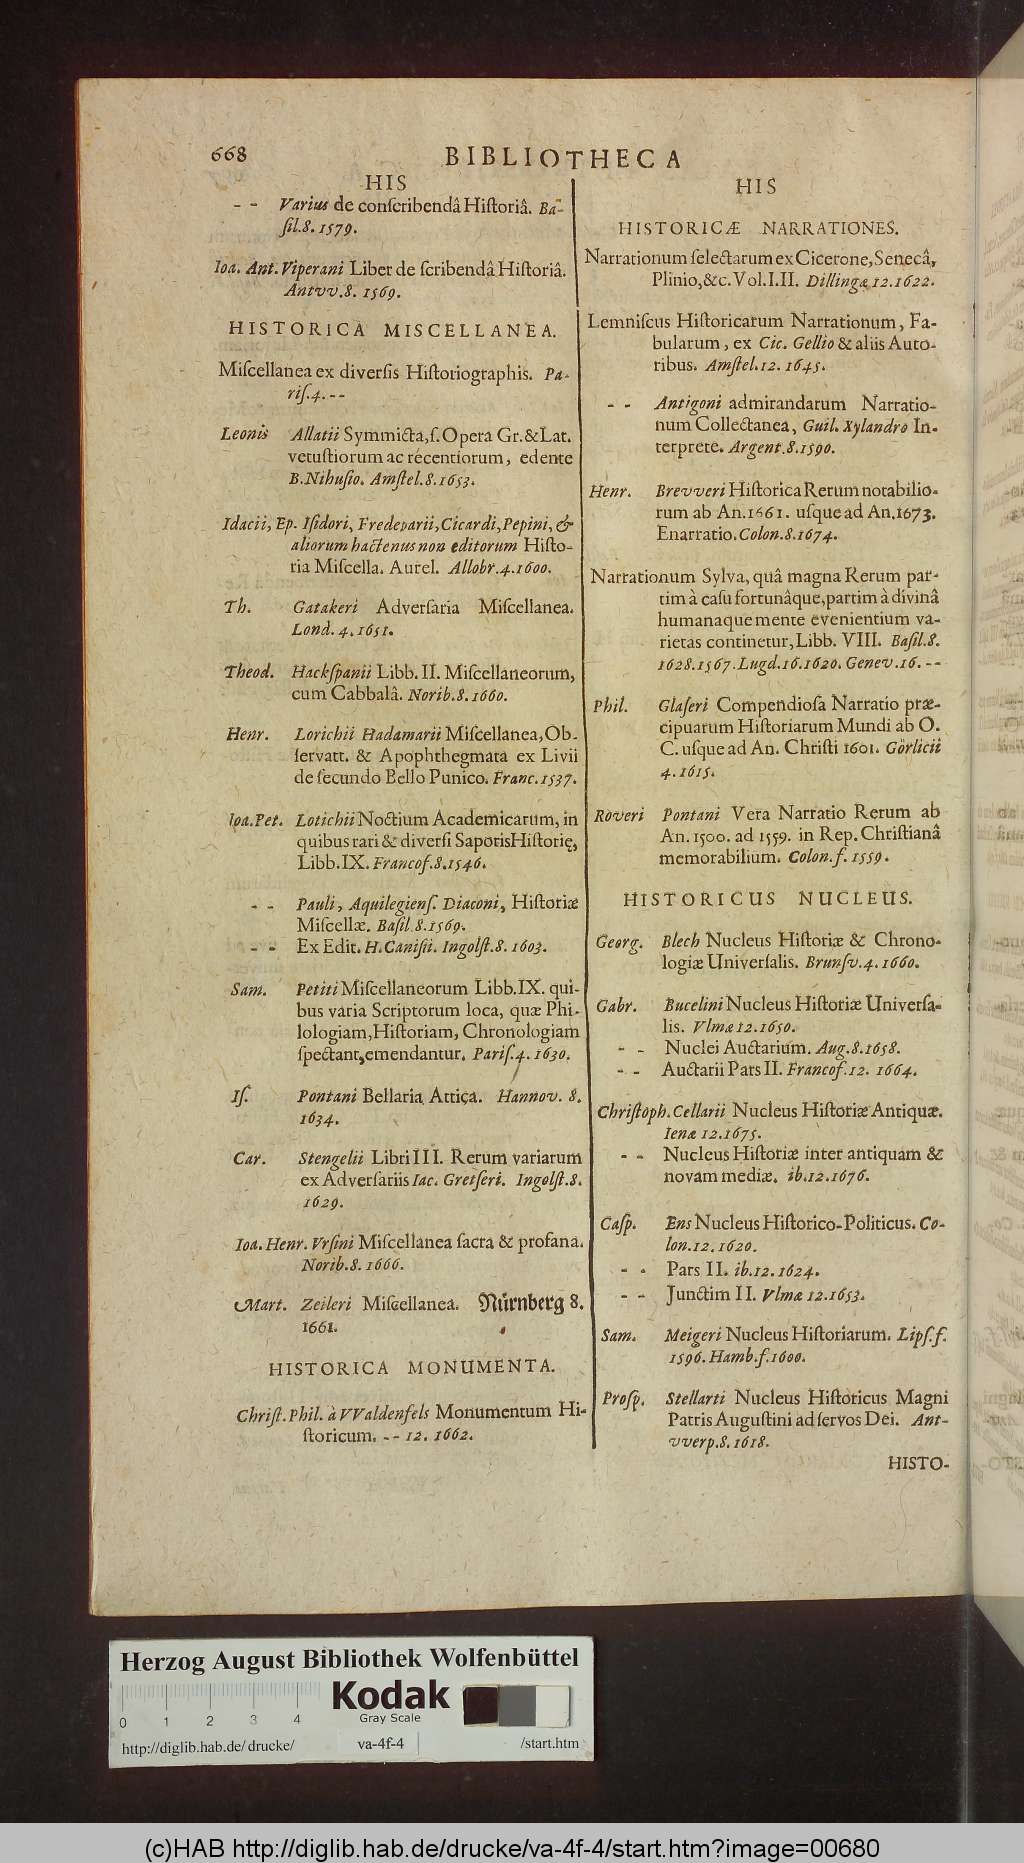 668
BIBLIOTHECA
HIS
- - Varius de conſcribendâ Hiſtoriâ. Ba-
ſil.8. 1579.
Ioa. Ant. Viperani Liber de ſcribendâ Hiſtoriâ.
Antvv.8. 1569.
HISTORICA MISCELLANEA.
Miſcellanea ex diverſis Hiſtoriographis. Pa-
riſ.4. --
Leonis Allatii Symmicta, ſ. Opera Gr.&Lat.
vetuſtiorum ac recentiorum, edente
B.Nihuſio. Amſtel.8.1653.
Idacii, Ep. Iſidori, Fredeparii, Cicardi, Pepini, &
aliorum hactenus non editorum Hiſto-
ria Miſcella. Aurel. Allobr.4.1600.
Th. Gatakeri Adverſaria Miſcellanea.
Lond. 4. 1651.
Theod. Hackſpanii Libb. II. Miſcellaneorum,
cum Cabbalâ. Norib.8. 1660.
Henr. Lorichii Hadamarii Miſcellanea, Ob-
ſervatt. & Apophthegmata ex Livii
de ſecundo Bello Punico. Franc. 1537.
Ioa.Pet. Lotichii Noctium Academicarum, in
quibus rari & diverſi Saporis Hiſtorię,
Libb.IX. Francof.8.1546.
- - Pauli, Aquilegienſ. Diaconi, Hiſtoriæ
Miſcellæ. Baſil 8.1569.
- - Ex Edit. H.Caniſii. Ingolſt.8. 1603.
Sam. Petiti Miſcellaneorum Libb.IX. qui-
bus varia Scriptorum loca, quæ Phi-
lologiam, Hiſtoriam, Chronologiam
ſpectant, emendantur. Pariſ.4. 1630.
Iſ. Pontani Bellaria Attica. Hannov. 8.
1634.
Car. Stengelii Libri III. Rerum variarum
ex Adverſariis Iac. Gretſeri. Ingolſt.8.
1629.
Ioa. Henr. Vrſini Miſcellanea ſacra & profana.
Norib.8. 1666.
Mart. Zeileri Miſcellanea. Nürnberg 8.
1661.
HISTORICA MONUMENTA.
Chriſt. Phil. à VValdenfels Monumentum Hi-
ſtoricum. -- 12. 1662.
HIS
HISTORICÆ NARRATIONES.
Narrationum ſelectarum ex Cicerone, Senecâ,
Plinio, &c. Vol.I.II. Dillingæ 12.1622.
Lemniſcus Hiſtoricarum Narrationum, Fa-
bularum, ex Cic. Gellio & aliis Auto-
ribus. Amſtel.12. 1645.
- - Antigoni admirandarum Narratio-
num Collectanea, Guil. Xylandro In-
terprete. Argent.8.1590.
Henr. Brevveri Hiſtorica Rerum notabilio-
rum ab An.1661. uſque ad An.1673.
Enarratio. Colon.8.1674.
Narrationum Sylva, quâ magna Rerum par-
tim à caſu fortunâque, partim à divinâ
humanaque mente evenientium va-
rietas continetur, Libb. VIII. Baſil.8.
1628.1567. Lugd.16.1620. Genev.16. --
Phil. Glaſeri Compendioſa Narratio præ-
cipuarum Hiſtoriarum Mundi ab O.
C. uſque ad An. Chriſti 1601. Görlicii
4.1615.
Roveri Pontani Vera Narratio Rerum ab
An. 1500. ad 1559. in Rep. Chriſtianâ
memorabilium. Colon.f. 1559.
HISTORICUS NUCLEUS.
Georg. Blech Nucleus Hiſtoriæ & Chrono-
logiæ Univerſalis. Brunſv.4. 1660.
Gabr. Bucelini Nucleus Hiſtoriæ Univerſa-
lis. Vlmæ 12.1650.
- - Nuclei Auctarium. Aug.8.1658.
- - Auctarii Pars II. Francof.12. 1664.
Chriſtoph. Cellarii Nucleus Hiſtoriæ Antiquæ.
Ienæ 12.1675.
- - Nucleus Hiſtoriæ inter antiquam &
novam mediæ. ib.12.1676.
Caſp. Ens Nucleus Hiſtorico-Politicus. Co-
lon.12. 1620.
- - Pars II. ib.12. 1624.
- - Junctim II. Vlmæ 12.1653.
Sam. Meigeri Nucleus Hiſtoriarum. Lipſ.f.
1596. Hamb.f.1600.
Proſp. Stellarti Nucleus Hiſtoricus Magni
Patris Auguſtini ad ſervos Dei. Ant-
vverp.8. 1618.
HISTO-
Herzog August Bibliothek Wolfenbüttel
Kodak
Gray Scale
0 1 2 3 4
http://diglib.hab.de/drucke/ va-4f-4 /start.htm
(c)HAB http://diglib.hab.de/drucke/va-4f-4/start.htm?image=00680